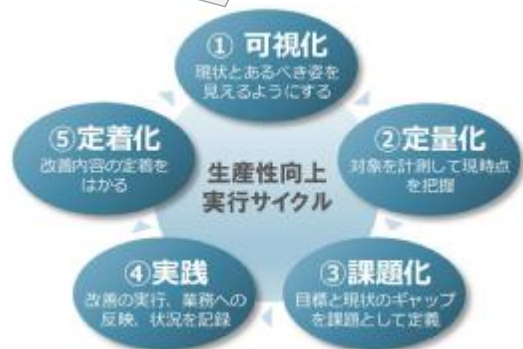 ① 可視化
現状とあるべき姿を
見えるようにする
②定量化
対象を計測して現時点
を把握
③課題化
目標と現状のギャップ
を課題として定義
④実践
改善の実行、業務への
反映、状況を記録
⑤定着化
改善内容の定着を
はかる
生産性向上
実行サイクル